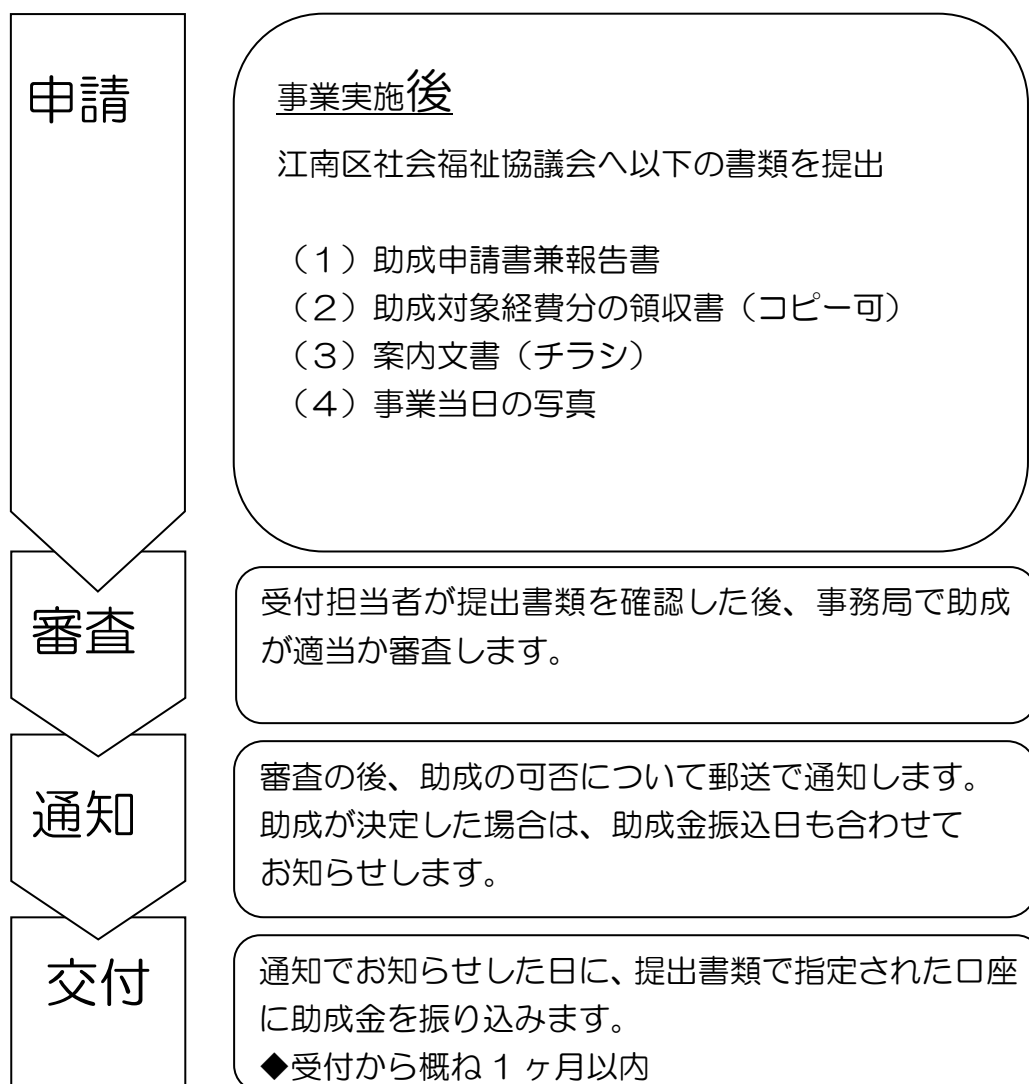 申請
事業実施後
江南区社会福祉協議会へ以下の書類を提出
（１）助成申請書兼報告書
（２）助成対象経費分の領収書（コピー可）
（３）案内文書（チラシ）
（４）事業当日の写真
審査
受付担当者が提出書類を確認した後、事務局で助成
が適当か審査します。
通知
審査の後、助成の可否について郵送で通知します。
助成が決定した場合は、助成金振込日も合わせて
お知らせします。
交付
通知でお知らせした日に、提出書類で指定された口座
に助成金を振り込みます。
◆受付から概ね 1 ヶ月以内